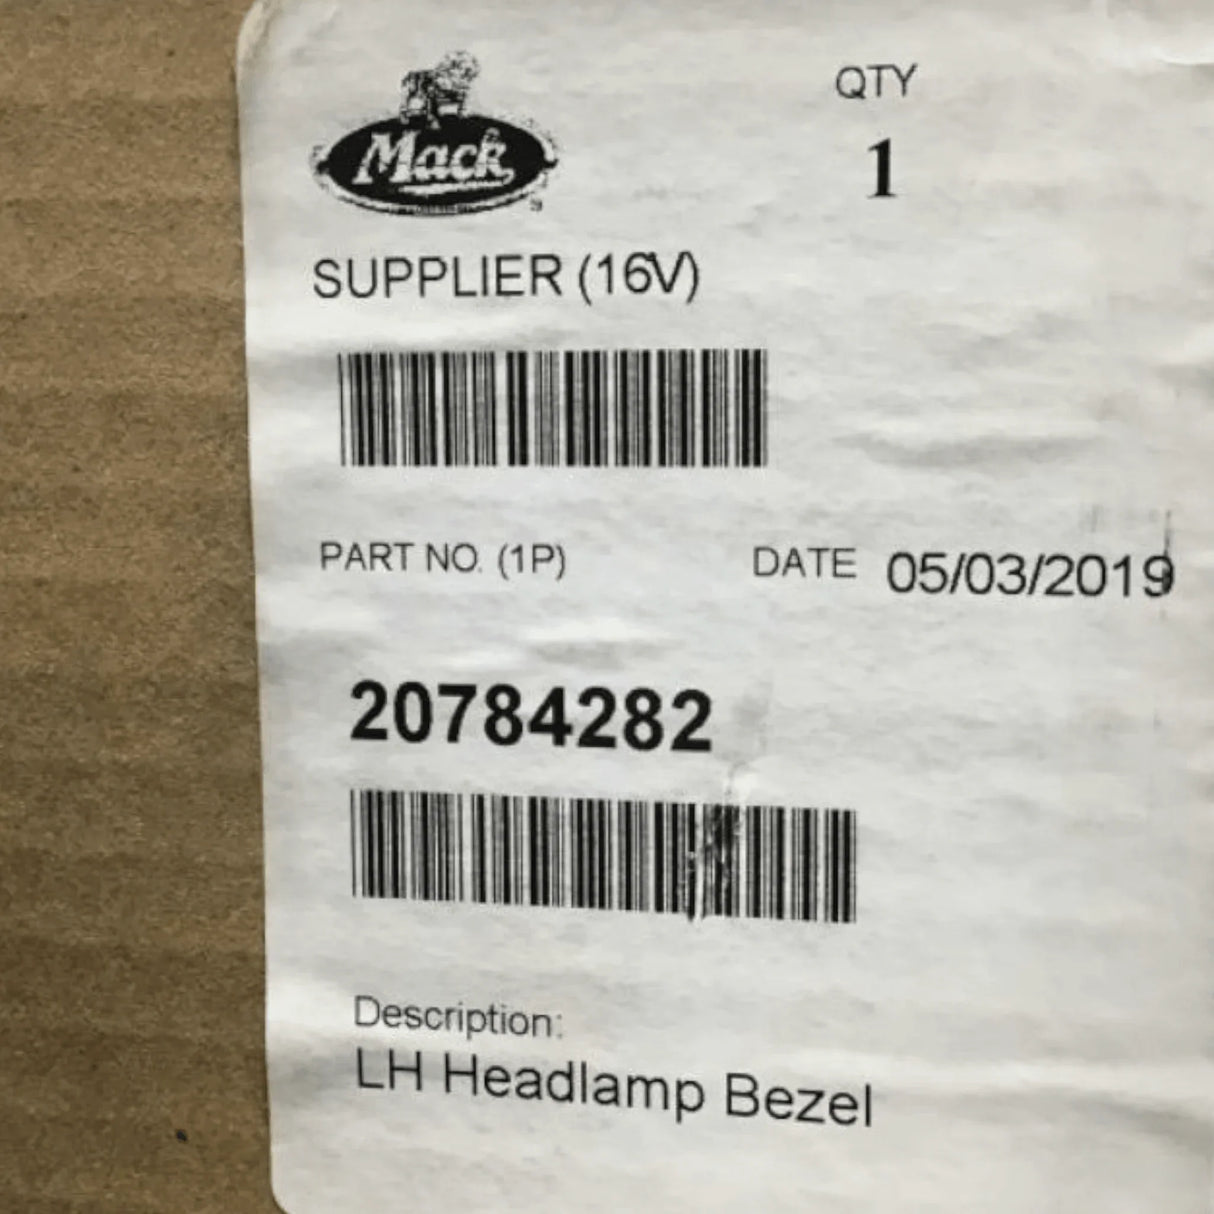 Mack
QTY
1
SUPPLIER (16V)
PART NO. (1P)
DATE 05/03/2019
20784282
Description:
LH Headlamp Bezel